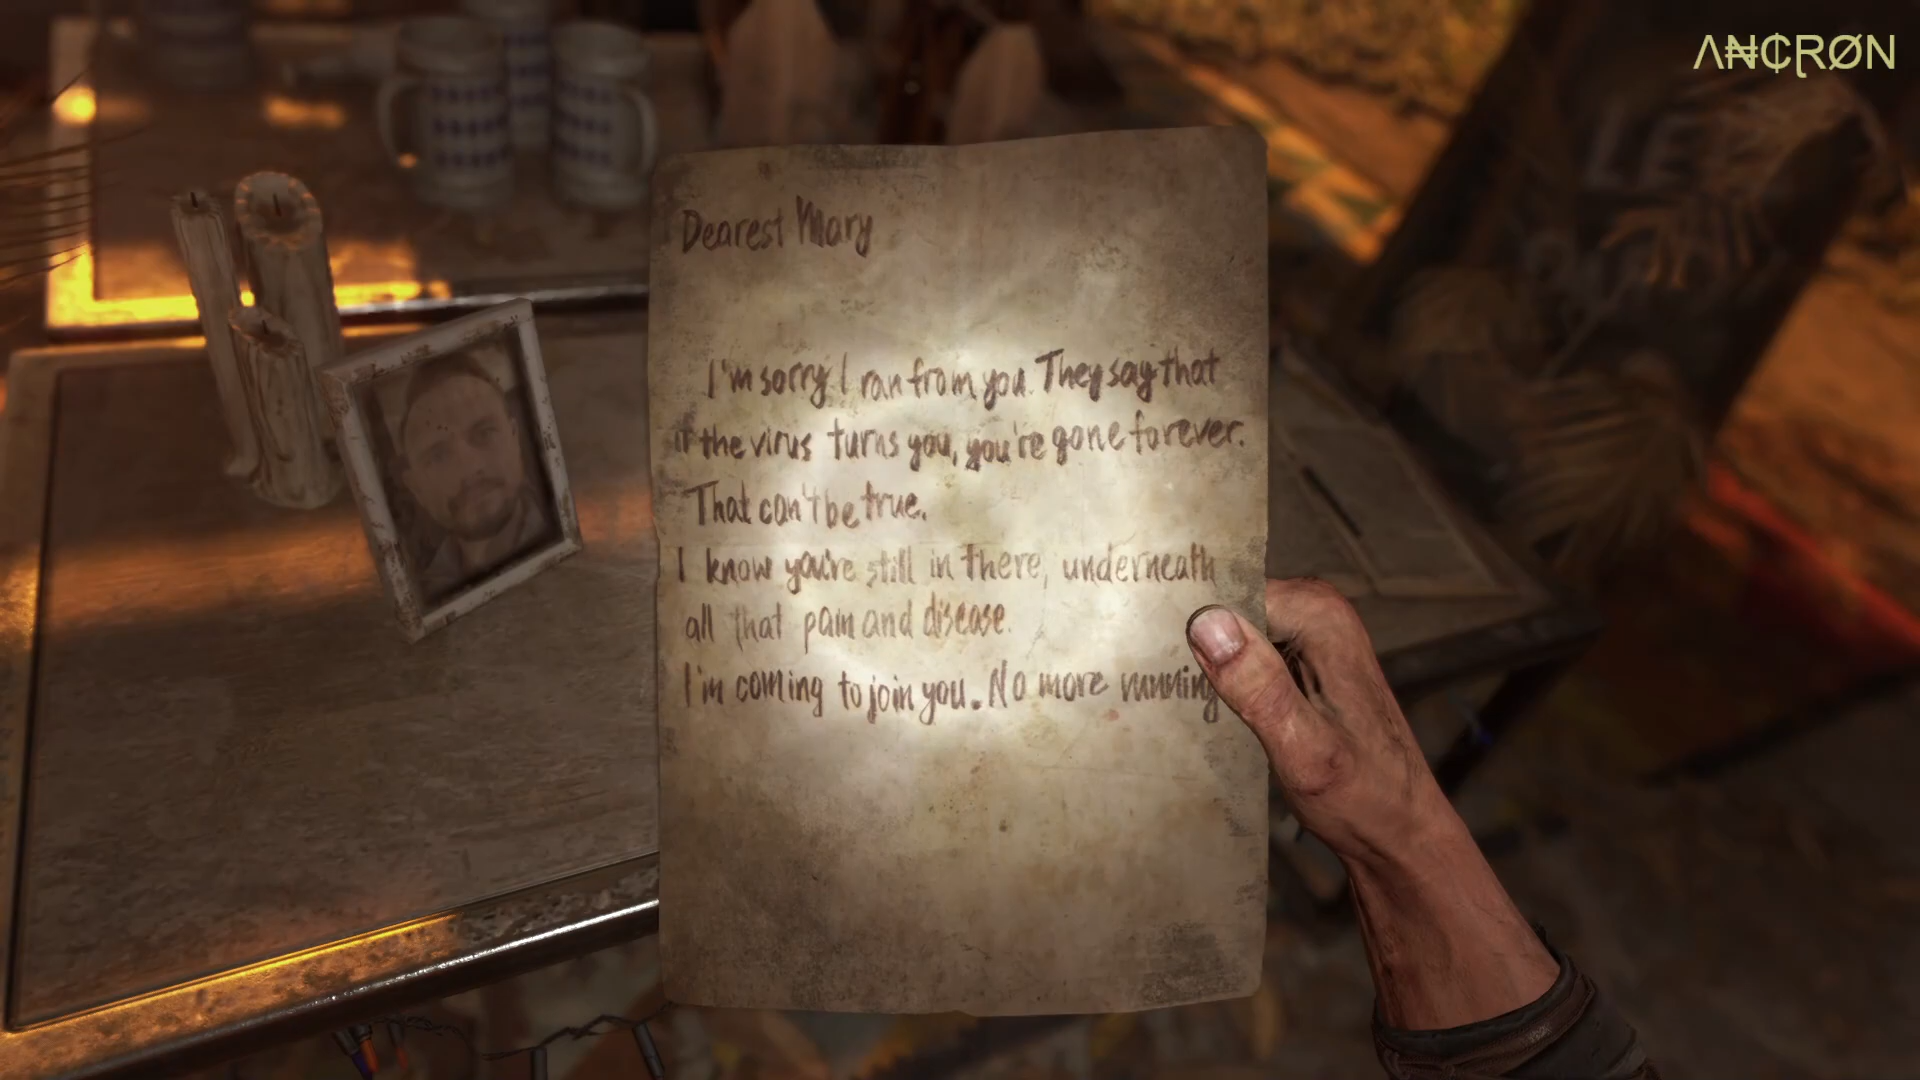 Λ₦₵ⱤØN
Dearest Mary
I'm sorry I ran from you. They say that
if the virus turns you, you're gone forever.
That can't be true.
I know you're still in there, underneath
all that pain and disease.
I'm coming to join you. No more running